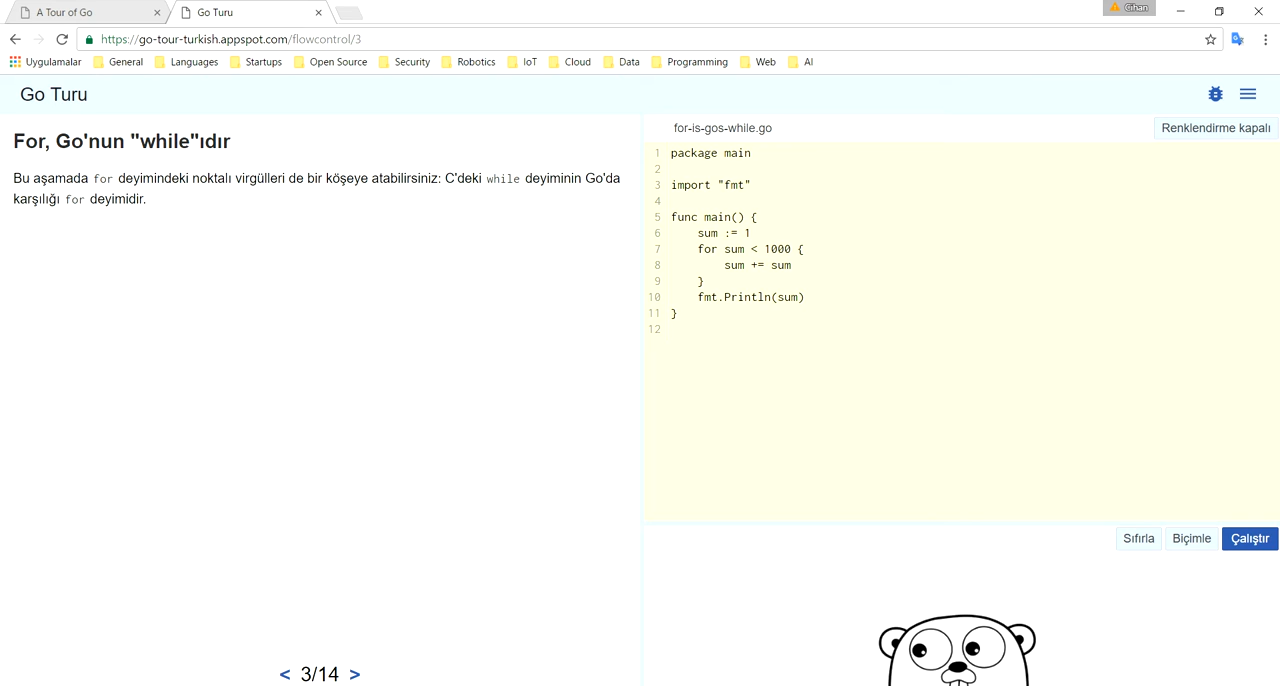 A Tour of Go
Go Turu
Cihan
https://go-tour-turkish.appspot.com/flowcontrol/3
Uygulamalar General Languages Startups Open Source Security Robotics IoT Cloud Data Programming Web AI
Go Turu
For, Go'nun "while"ıdır
Bu aşamada for deyimindeki noktalı virgülleri de bir köşeye atabilirsiniz: C'deki while deyiminin Go'da
karşılığı for deyimidir.
< 3/14 >
for-is-gos-while.go
Renklendirme kapalı
1 package main
2
3 import "fmt"
4
5 func main() {
6 sum := 1
7 for sum < 1000 {
8 sum += sum
9 }
10 fmt.Println(sum)
11 }
12
Sıfırla Biçimle Çalıştır